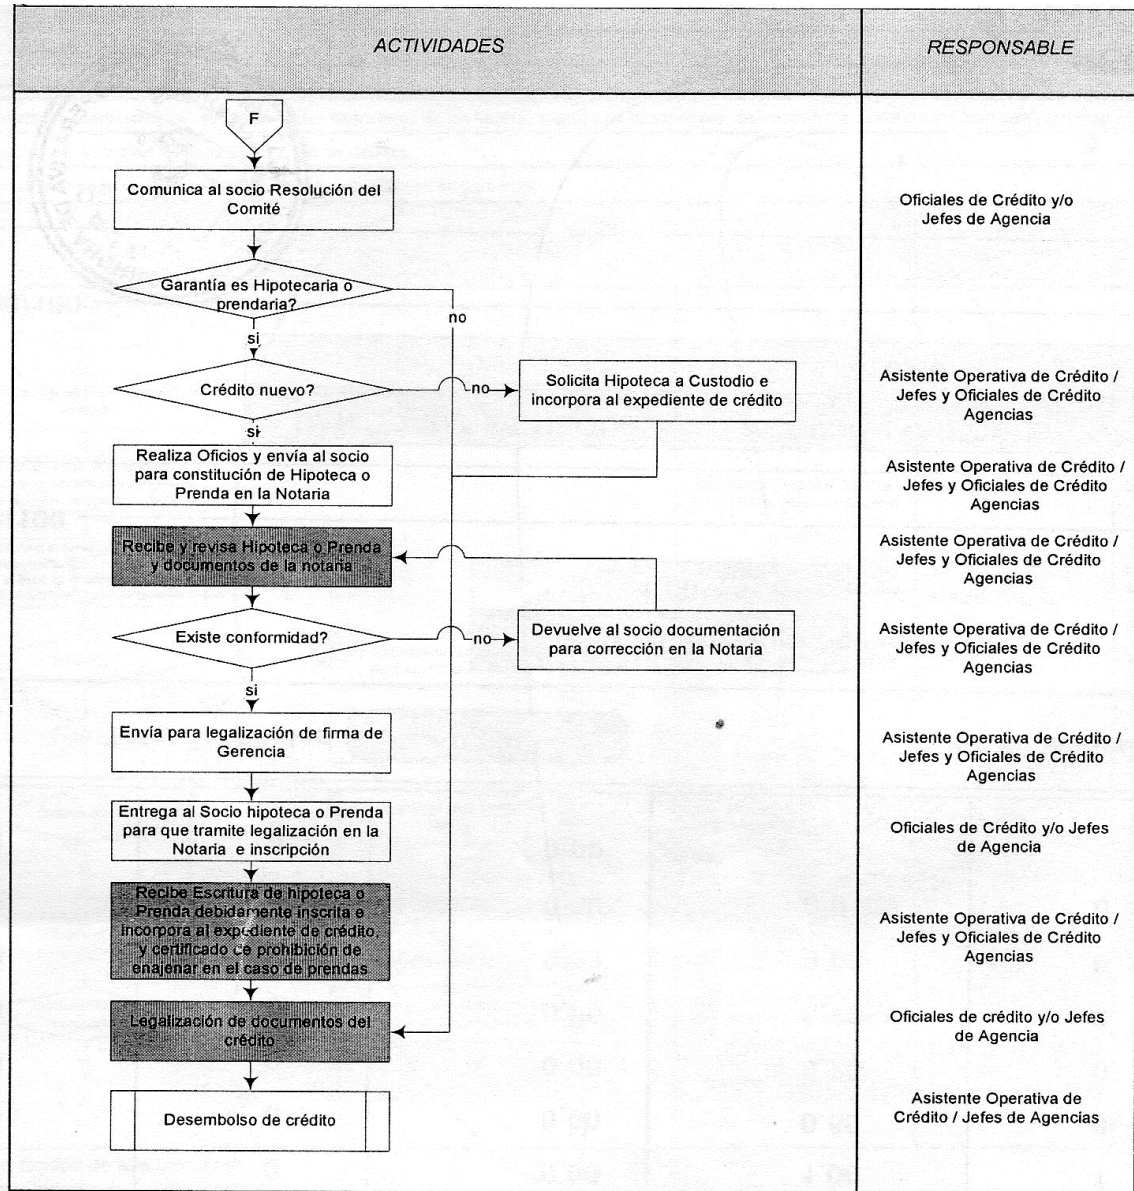 ACTIVIDADES
RESPONSABLE
F
Comunica al socio Resolución del
Comité
Oficiales de Crédito y/o
Jefes de Agencia
Garantía es Hipotecaria o
prendaria?
no
si
Crédito nuevo?
no
Solicita Hipoteca a Custodio e
incorpora al expediente de crédito
Asistente Operativa de Crédito /
Jefes y Oficiales de Crédito
Agencias
si
Realiza Oficios y envía al socio
para constitución de Hipoteca o
Prenda en la Notaria
Asistente Operativa de Crédito /
Jefes y Oficiales de Crédito
Agencias
Recibe y revisa Hipoteca o Prenda
y documentos de la notaria
Asistente Operativa de Crédito /
Jefes y Oficiales de Crédito
Agencias
Existe conformidad?
no
Devuelve al socio documentación
para corrección en la Notaria
Asistente Operativa de Crédito /
Jefes y Oficiales de Crédito
Agencias
si
Envía para legalización de firma de
Gerencia
Asistente Operativa de Crédito /
Jefes y Oficiales de Crédito
Agencias
Entrega al Socio hipoteca o Prenda
para que tramite legalización en la
Notaria e inscripción
Oficiales de Crédito y/o Jefes
de Agencia
Recibe Escritura de hipoteca o
Prenda debidamente inscrita e
incorpora al expediente de crédito,
y certificado de prohibición de
enajenar en el caso de prendas
Asistente Operativa de Crédito /
Jefes y Oficiales de Crédito
Agencias
Legalización de documentos del
crédito
Oficiales de crédito y/o Jefes
de Agencia
Desembolso de crédito
Asistente Operativa de
Crédito / Jefes de Agencias